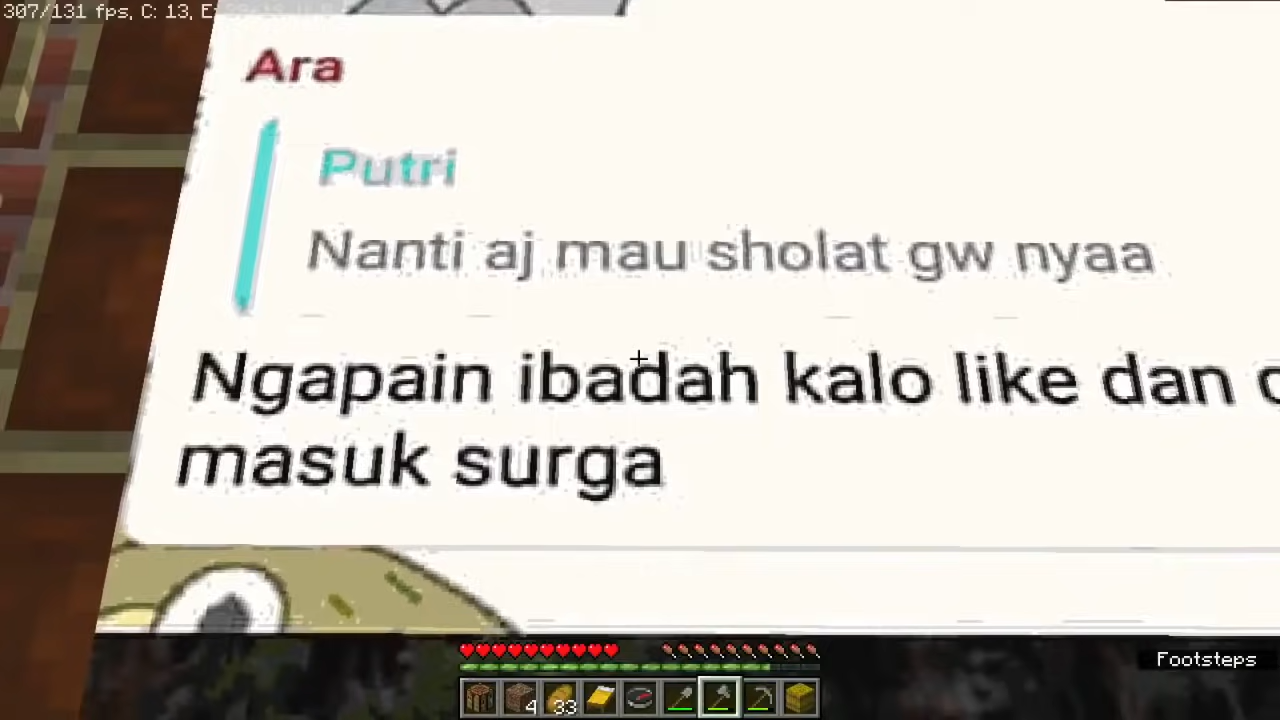 307/131 fps, C: 13, E:
Ara
Putri
Nanti aj mau sholat gw nyaa
Ngapain ibadah kalo like dan
masuk surga
Footsteps
4
33